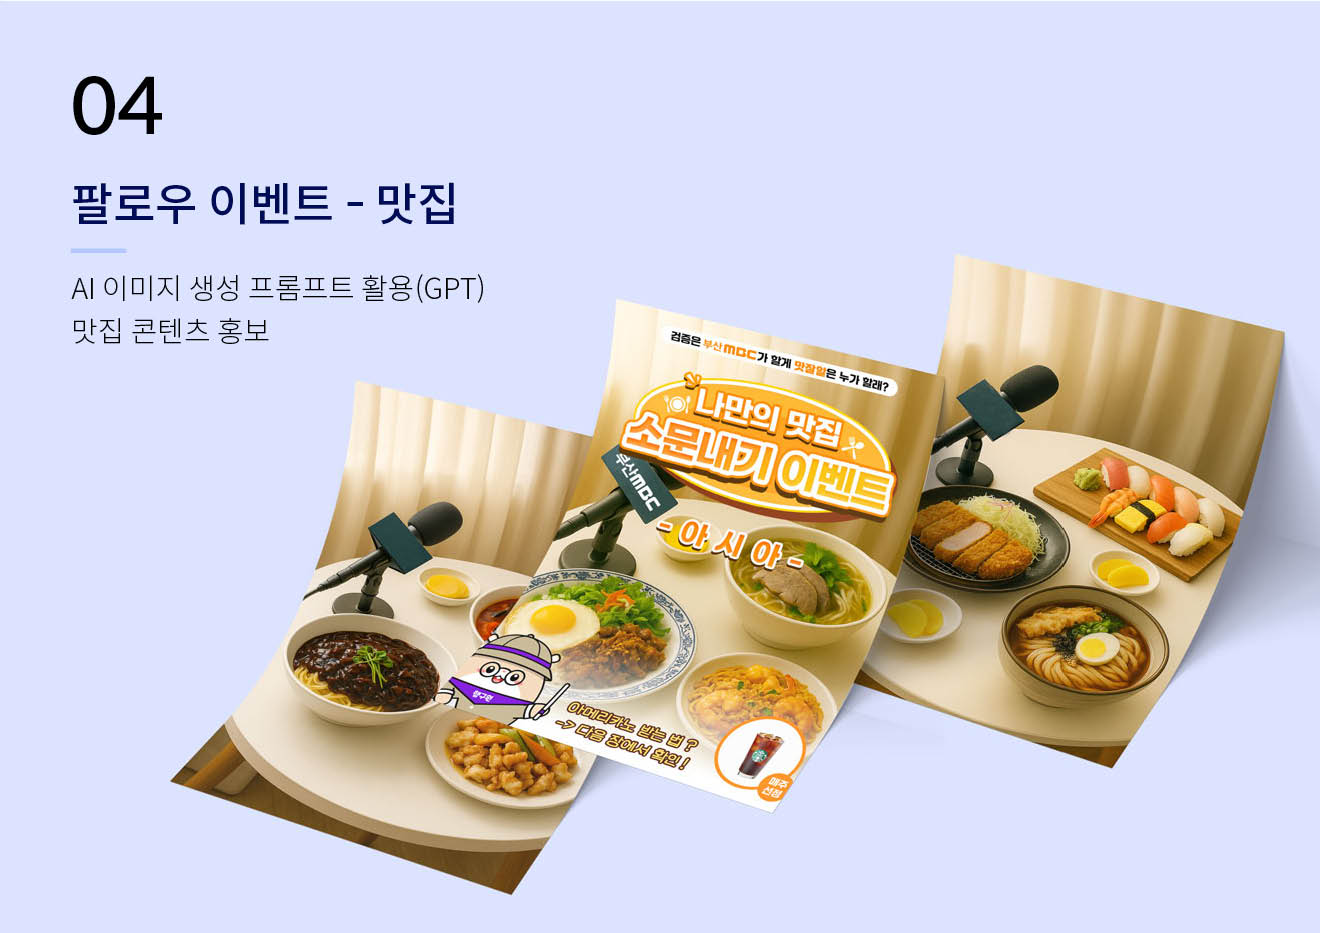 04
팔로우 이벤트 - 맛집
AI 이미지 생성 프롬프트 활용(GPT)
맛집 콘텐츠 홍보
검증은 부산MBC가 할게 맛잘알은 누가 할래?
나만의 맛집
소문내기 이벤트
부산MBC
- 아시아 -
아메리카노 받는 법 ?
-> 다음 장에서 확인 !
매주
선정